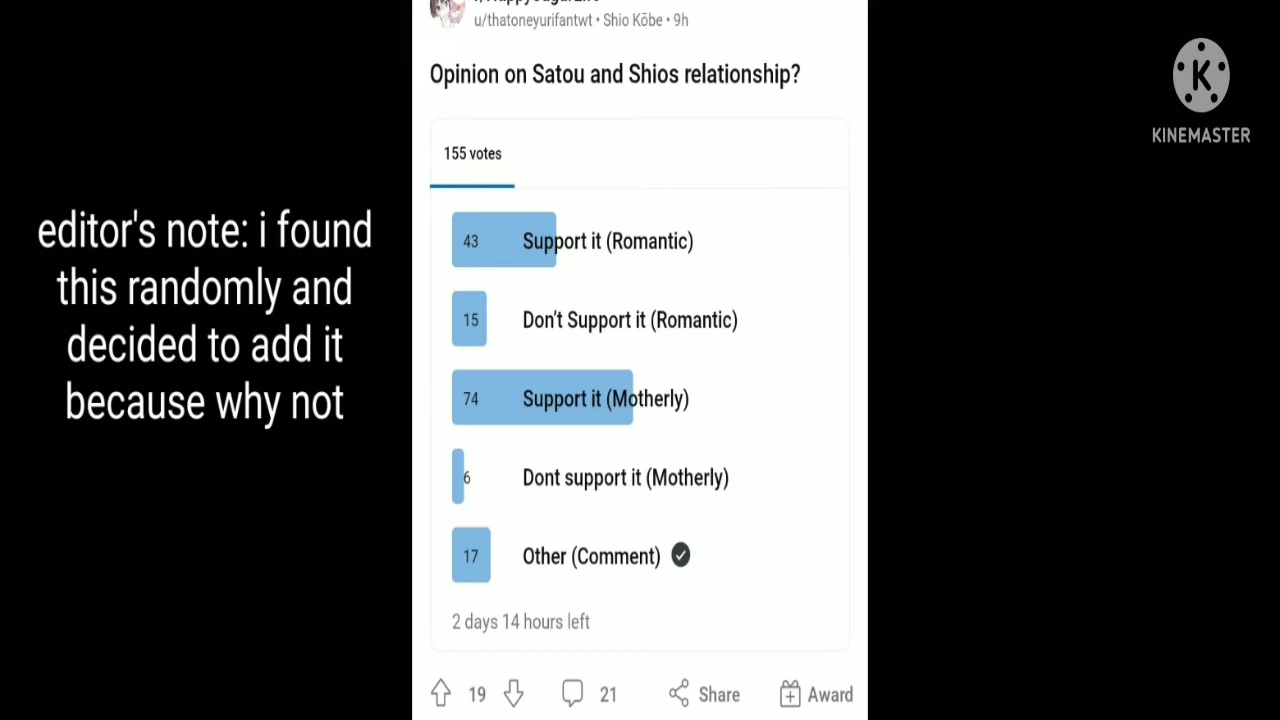 u/thatoneyurifantwt • Shio Kōbe • 9h
Opinion on Satou and Shios relationship?
155 votes
43 Support it (Romantic)
15 Don't Support it (Romantic)
74 Support it (Motherly)
6 Dont support it (Motherly)
17 Other (Comment)
2 days 14 hours left
19 21 Share Award
editor's note: i found
this randomly and
decided to add it
because why not
K
KINEMASTER